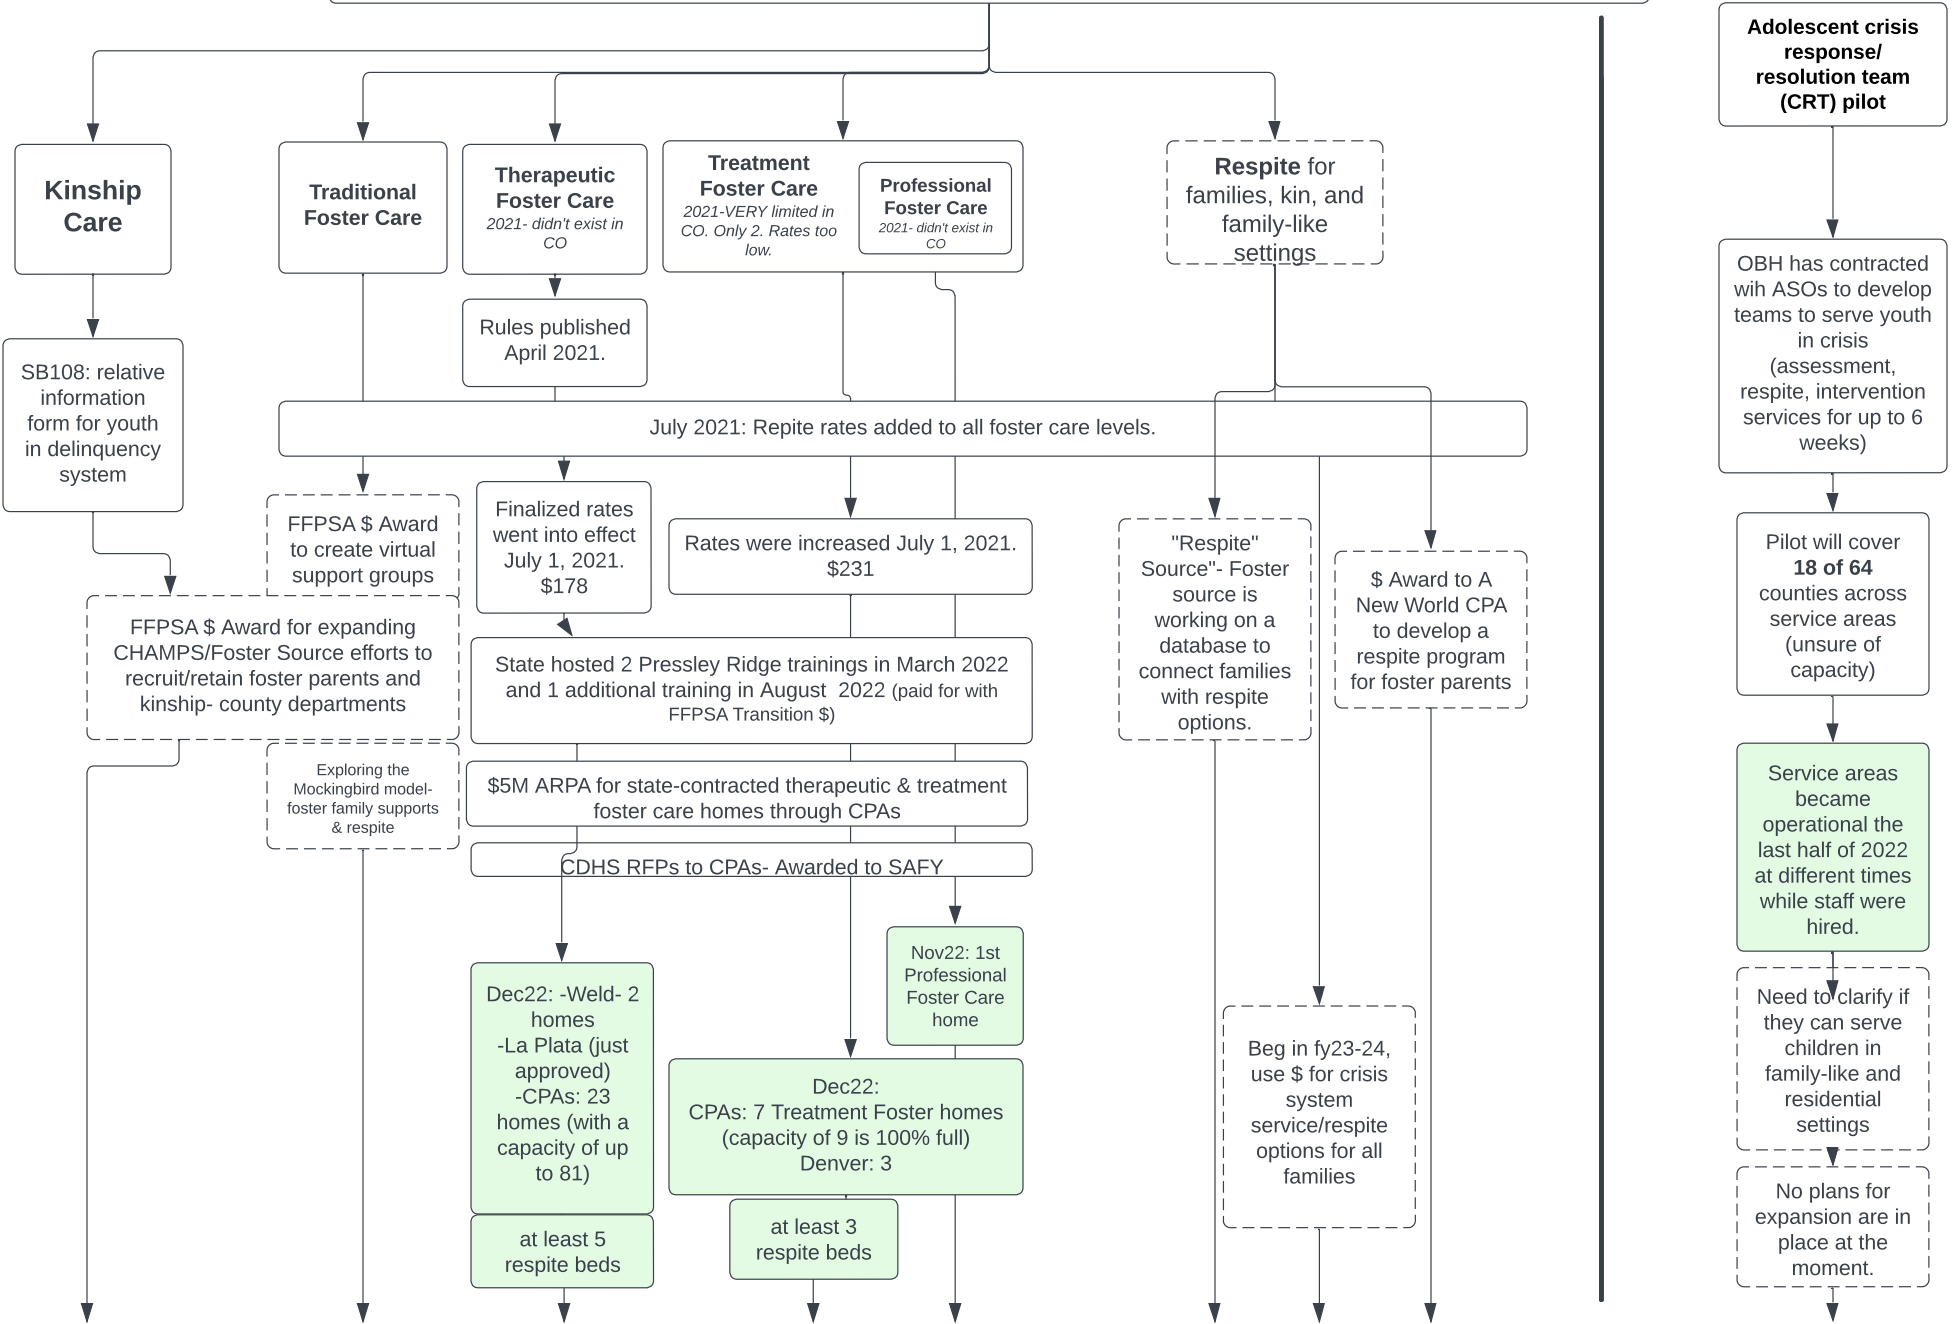 Adolescent crisis
response/
resolution team
(CRT) pilot
Kinship
Care
Traditional
Foster Care
Therapeutic
Foster Care
2021- didn't exist in
CO
Treatment
Foster Care
2021-VERY limited in
CO. Only 2. Rates too
low.
Professional
Foster Care
2021- didn't exist in
CO
Respite for
families, kin, and
family-like
settings
OBH has contracted
wih ASOs to develop
teams to serve youth
in crisis
(assessment,
respite, intervention
services for up to 6
weeks)
Rules published
April 2021.
SB108: relative
information
form for youth
in delinquency
system
July 2021: Repite rates added to all foster care levels.
FFPSA $ Award
to create virtual
support groups
Finalized rates
went into effect
July 1, 2021.
$178
Rates were increased July 1, 2021.
$231
"Respite"
Source"- Foster
source is
working on a
database to
connect families
with respite
options.
$ Award to A
New World CPA
to develop a
respite program
for foster parents
Pilot will cover
18 of 64
counties across
service areas
(unsure of
capacity)
FFPSA $ Award for expanding
CHAMPS/Foster Source efforts to
recruit/retain foster parents and
kinship- county departments
State hosted 2 Pressley Ridge trainings in March 2022
and 1 additional training in August  2022 (paid for with
FFPSA Transition $)
Exploring the
Mockingbird model-
foster family supports
& respite
$5M ARPA for state-contracted therapeutic & treatment
foster care homes through CPAs
CDHS RFPs to CPAs- Awarded to SAFY
Service areas
became
operational the
last half of 2022
at different times
while staff were
hired.
Nov22: 1st
Professional
Foster Care
home
Dec22: -Weld- 2
homes
-La Plata (just
approved)
-CPAs: 23
homes (with a
capacity of up
to 81)
Dec22:
CPAs: 7 Treatment Foster homes
(capacity of 9 is 100% full)
Denver: 3
Beg in fy23-24,
use $ for crisis
system
service/respite
options for all
families
Need to clarify if
they can serve
children in
family-like and
residential
settings
at least 5
respite beds
at least 3
respite beds
No plans for
expansion are in
place at the
moment.